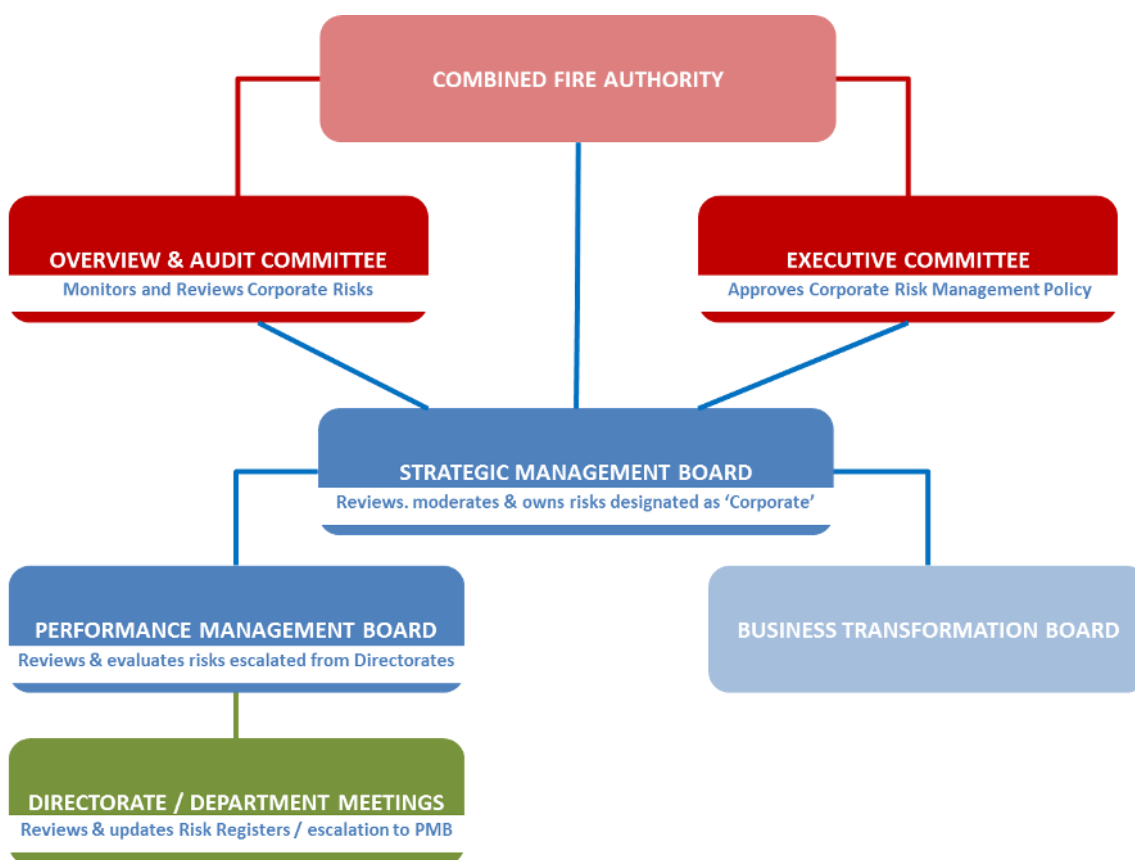 COMBINED FIRE AUTHORITY
OVERVIEW & AUDIT COMMITTEE
Monitors and Reviews Corporate Risks
EXECUTIVE COMMITTEE
Approves Corporate Risk Management Policy
STRATEGIC MANAGEMENT BOARD
Reviews. moderates & owns risks designated as ‘Corporate’
PERFORMANCE MANAGEMENT BOARD
Reviews & evaluates risks escalated from Directorates
BUSINESS TRANSFORMATION BOARD
DIRECTORATE / DEPARTMENT MEETINGS
Reviews & updates Risk Registers / escalation to PMB